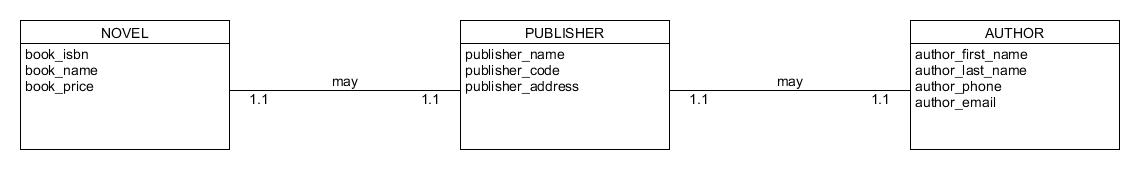 NOVEL
book_isbn
book_name
book_price
may
1.1
1.1
PUBLISHER
publisher_name
publisher_code
publisher_address
may
1.1
1.1
AUTHOR
author_first_name
author_last_name
author_phone
author_email